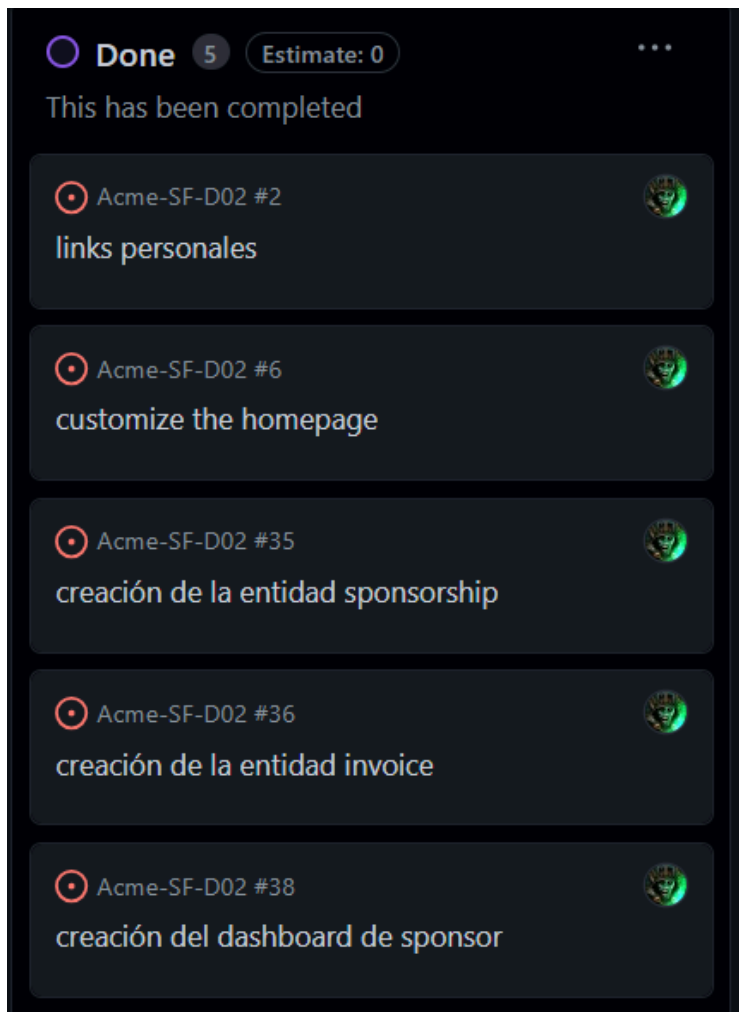 Done 5 Estimate: 0
This has been completed
Acme-SF-D02 #2
links personales
Acme-SF-D02 #6
customize the homepage
Acme-SF-D02 #35
creación de la entidad sponsorship
Acme-SF-D02 #36
creación de la entidad invoice
Acme-SF-D02 #38
creación del dashboard de sponsor